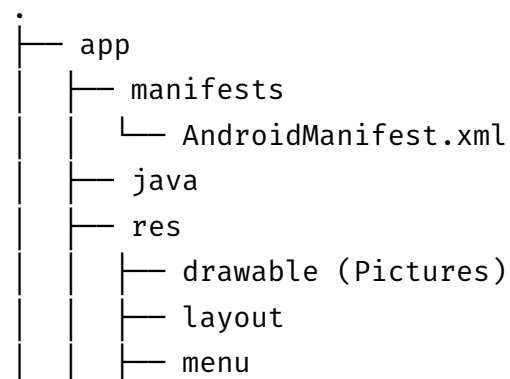 .
├── app
│   ├── manifests
│   │   └── AndroidManifest.xml
│   ├── java
│   ├── res
│   │   ├── drawable (Pictures)
│   │   ├── layout
│   │   ├── menu